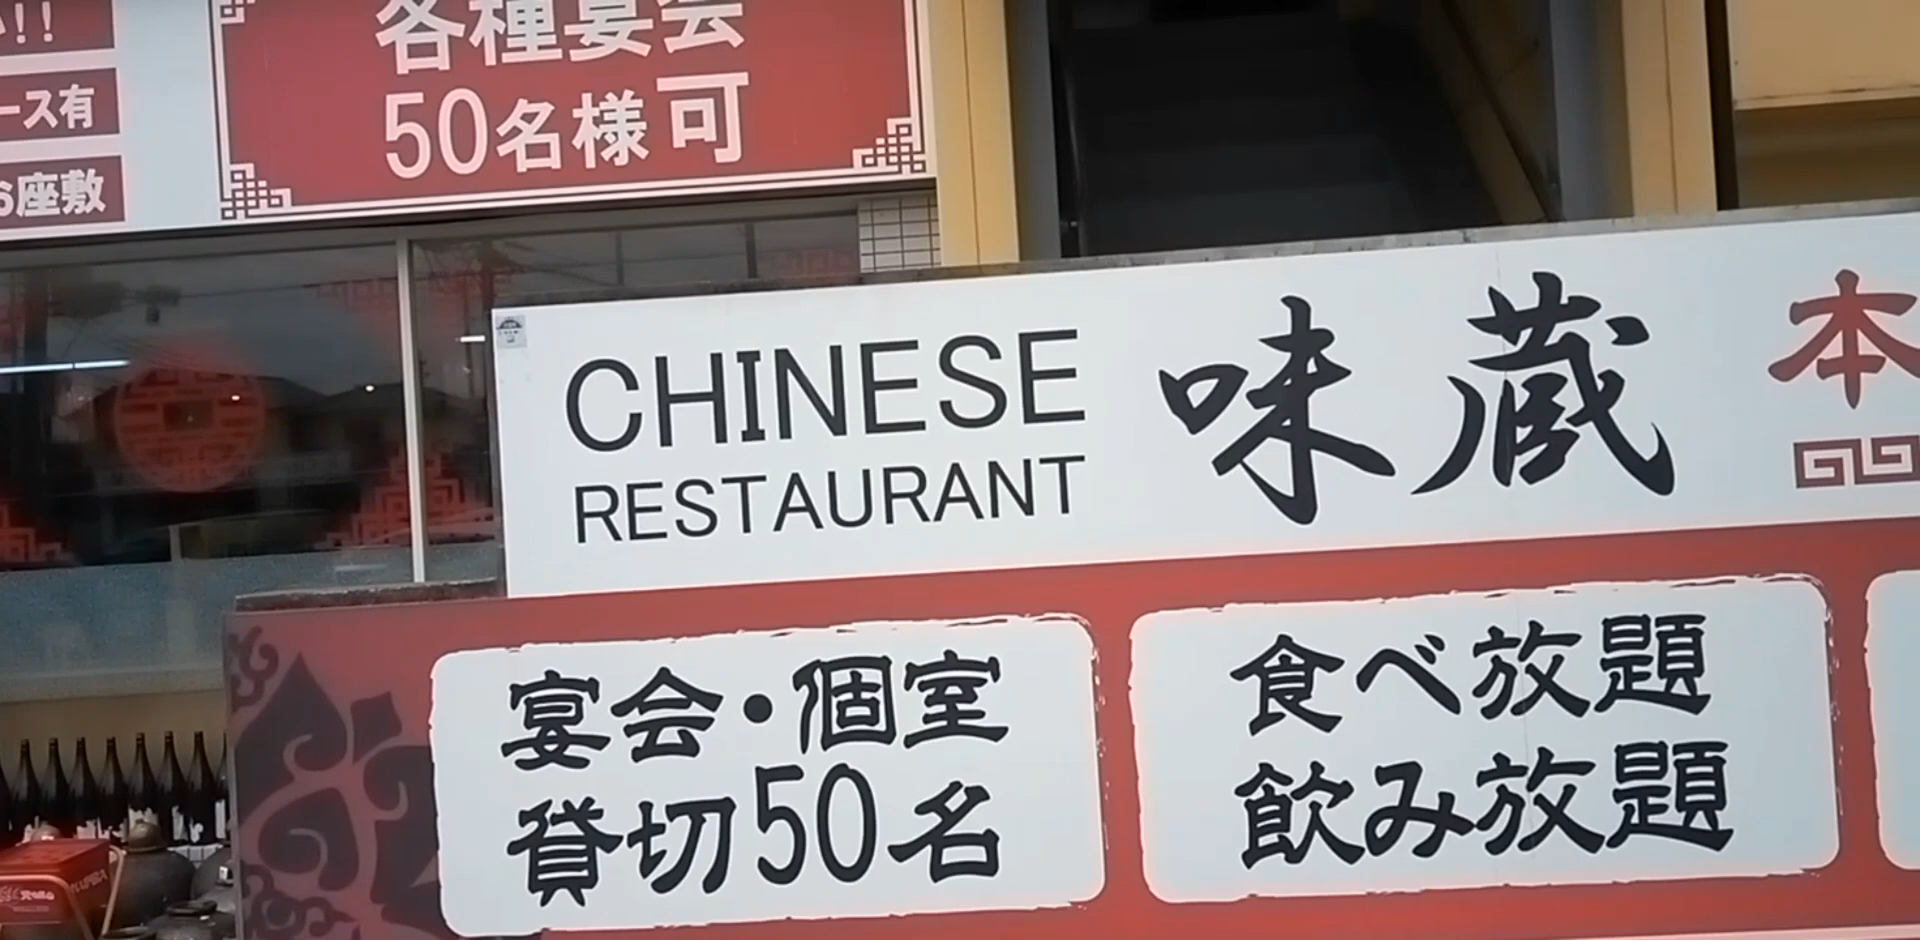 !!
ース有
座敷
各種宴会
50名様可
CHINESE
RESTAURANT
味蔵
本
宴会・個室
貸切50名
食べ放題
飲み放題